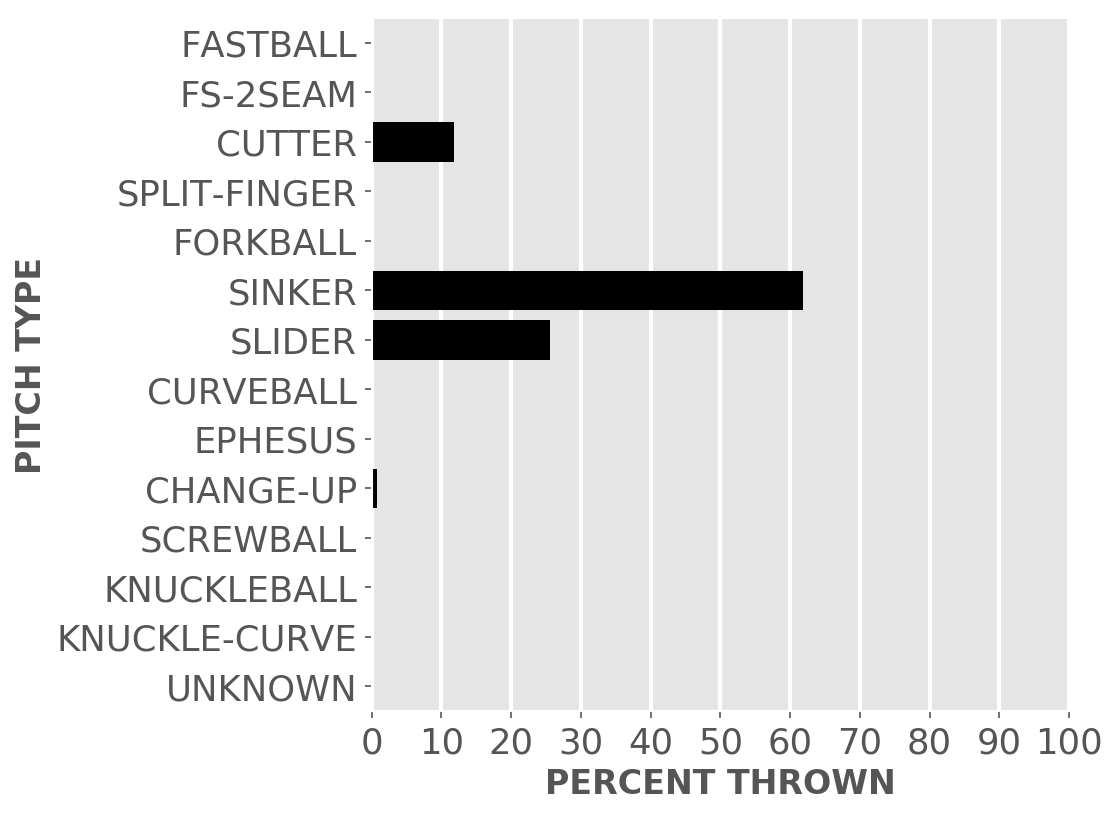 FASTBALL
FS-2SEAM
CUTTER
SPLIT-FINGER
FORKBALL
SINKER
SLIDER
CURVEBALL
EPHESUS
CHANGE-UP
SCREWBALL
KNUCKLEBALL
KNUCKLE-CURVE
UNKNOWN
PITCH TYPE
0 10 20 30 40 50 60 70 80 90 100
PERCENT THROWN